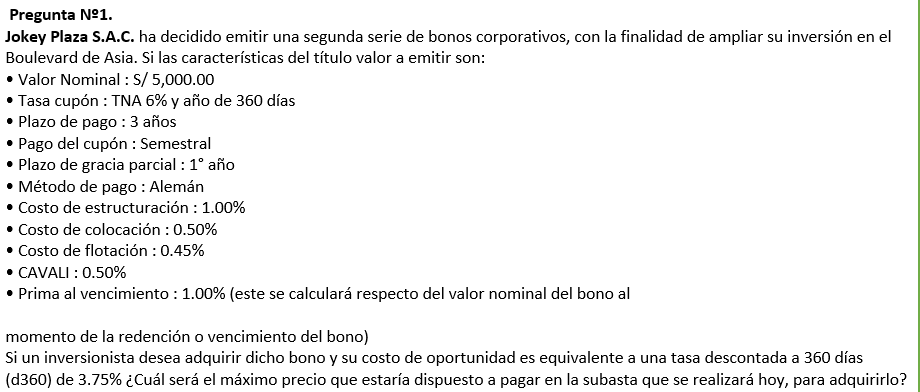 Pregunta Nº1.
Jokey Plaza S.A.C. ha decidido emitir una segunda serie de bonos corporativos, con la finalidad de ampliar su inversión en el
Boulevard de Asia. Si las características del título valor a emitir son:
• Valor Nominal : S/ 5,000.00
• Tasa cupón : TNA 6% y año de 360 días
• Plazo de pago : 3 años
• Pago del cupón : Semestral
• Plazo de gracia parcial : 1° año
• Método de pago : Alemán
• Costo de estructuración : 1.00%
• Costo de colocación : 0.50%
• Costo de flotación : 0.45%
• CAVALI : 0.50%
• Prima al vencimiento : 1.00% (este se calculará respecto del valor nominal del bono al
momento de la redención o vencimiento del bono)
Si un inversionista desea adquirir dicho bono y su costo de oportunidad es equivalente a una tasa descontada a 360 días
(d360) de 3.75% ¿Cuál será el máximo precio que estaría dispuesto a pagar en la subasta que se realizará hoy, para adquirirlo?